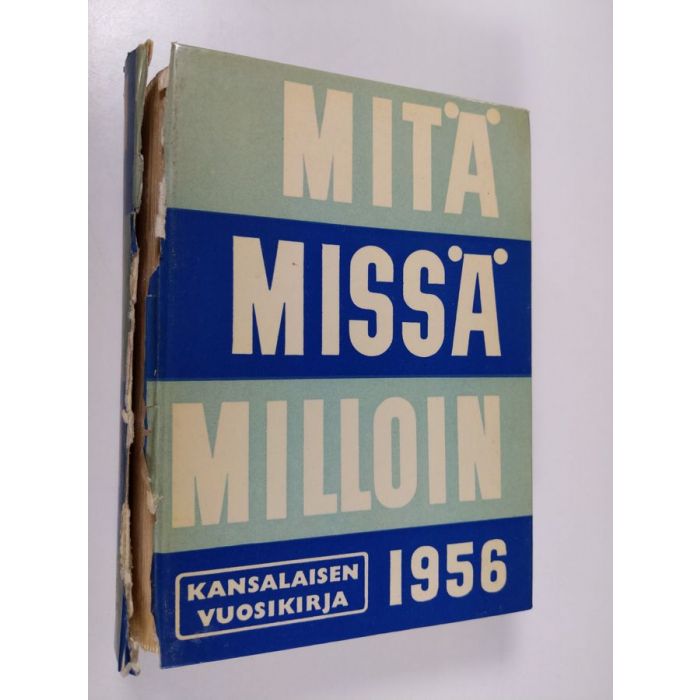 MITÄ
MISSÄ
MILLOIN
KANSALAISEN
VUOSIKIRJA
1956